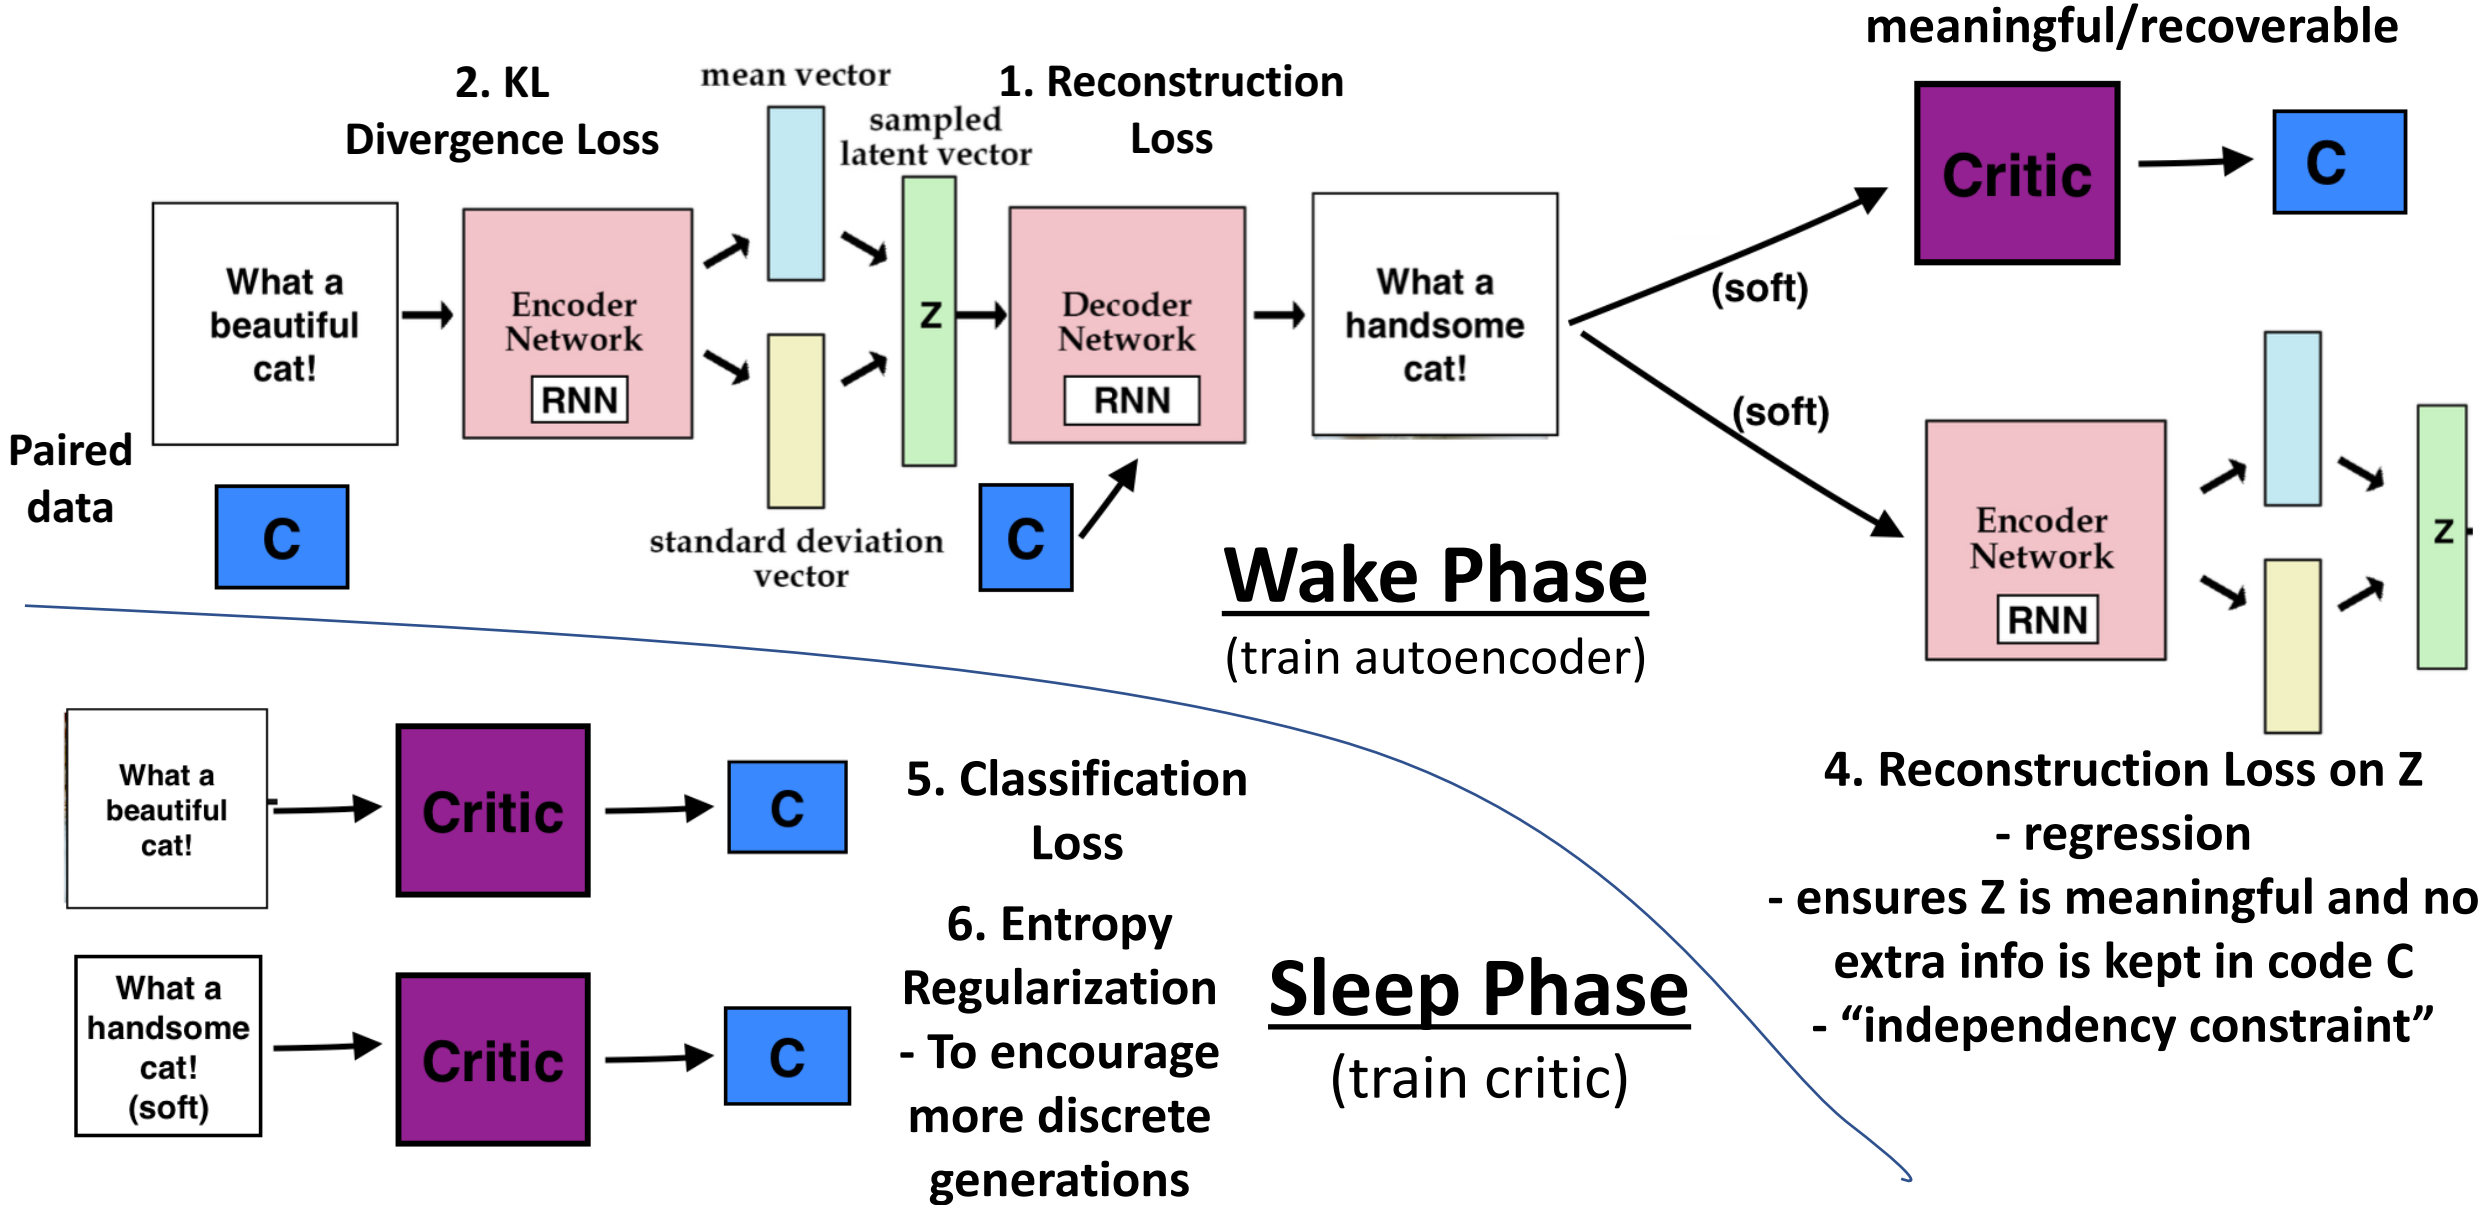 meaningful/recoverable
2. KL
Divergence Loss
mean vector
1. Reconstruction
Loss
sampled
latent vector
Critic
C
What a
beautiful
cat!
Encoder
Network
RNN
z
Decoder
Network
RNN
What a
handsome
cat!
(soft)
(soft)
Paired
data
C
standard deviation
vector
C
Wake Phase
(train autoencoder)
Encoder
Network
RNN
z
What a
beautiful
cat!
Critic
C
5. Classification
Loss
What a
handsome
cat!
(soft)
Critic
C
6. Entropy
Regularization
- To encourage
more discrete
generations
Sleep Phase
(train critic)
4. Reconstruction Loss on Z
- regression
- ensures Z is meaningful and no
extra info is kept in code C
- “independency constraint”